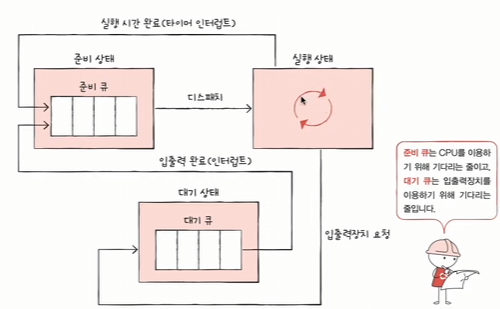 실행 시간 완료(타이머 인터럽트)
준비 상태
실행 상태
준비 큐
디스패치
입출력 완료(인터럽트)
대기 상태
대기 큐
입출력장치 요청
준비 큐는 CPU를 이용하
기 위해 기다리는 줄이고,
대기 큐는 입출력장치를
이용하기 위해 기다리는
줄입니다.